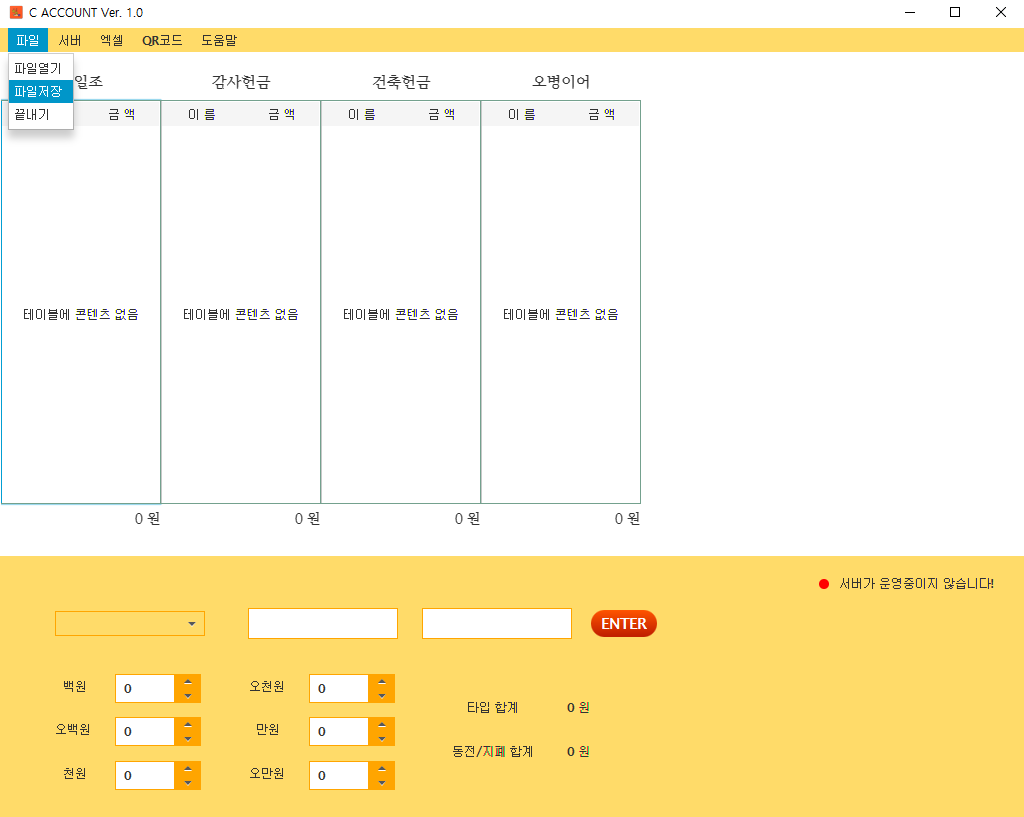 C ACCOUNT Ver. 1.0
파일 서버 엑셀 QR코드 도움말
파일열기
파일저장
끝내기
일조 감사헌금 건축헌금 오병이어
금 액 이 름 금 액 이 름 금 액 이 름 금 액
테이블에 콘텐츠 없음 테이블에 콘텐츠 없음 테이블에 콘텐츠 없음 테이블에 콘텐츠 없음
0 원 0 원 0 원 0 원
서버가 운영중이지 않습니다!
ENTER
백원 0 오천원 0
타입 합계 0 원
오백원 0 만원 0
동전/지폐 합계 0 원
천원 0 오만원 0